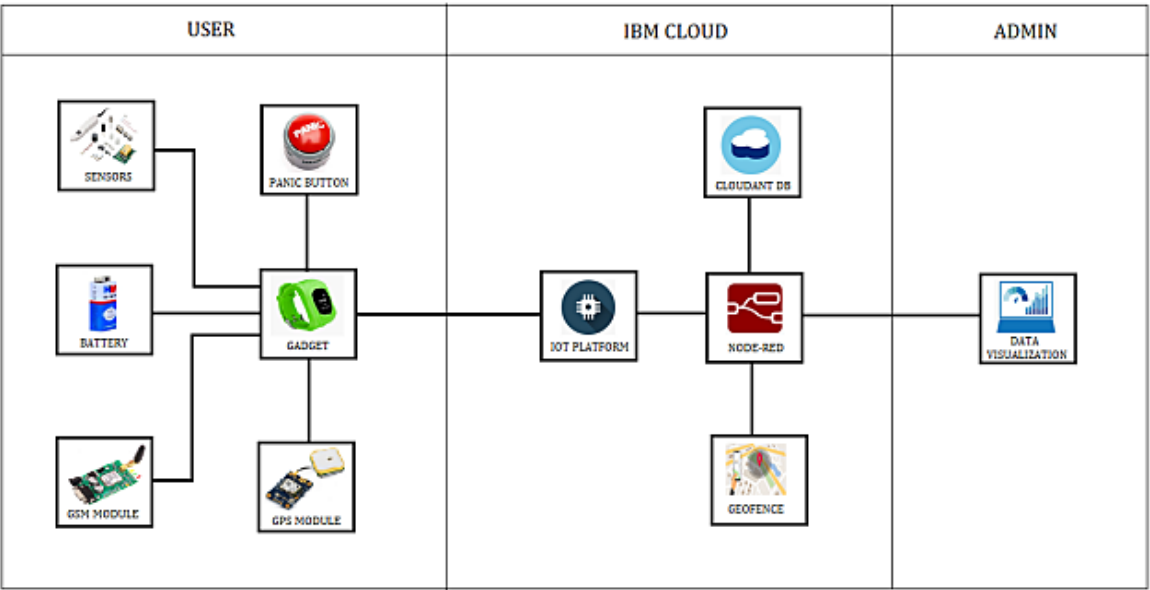 USER
IBM CLOUD
ADMIN
SENSORS
PANIC
PANIC BUTTON
CLOUDANT DB
BATTERY
GADGET
IOT PLATFORM
NODE-RED
DATA
VISUALIZATION
GSM MODULE
GPS MODULE
GEOFENCE